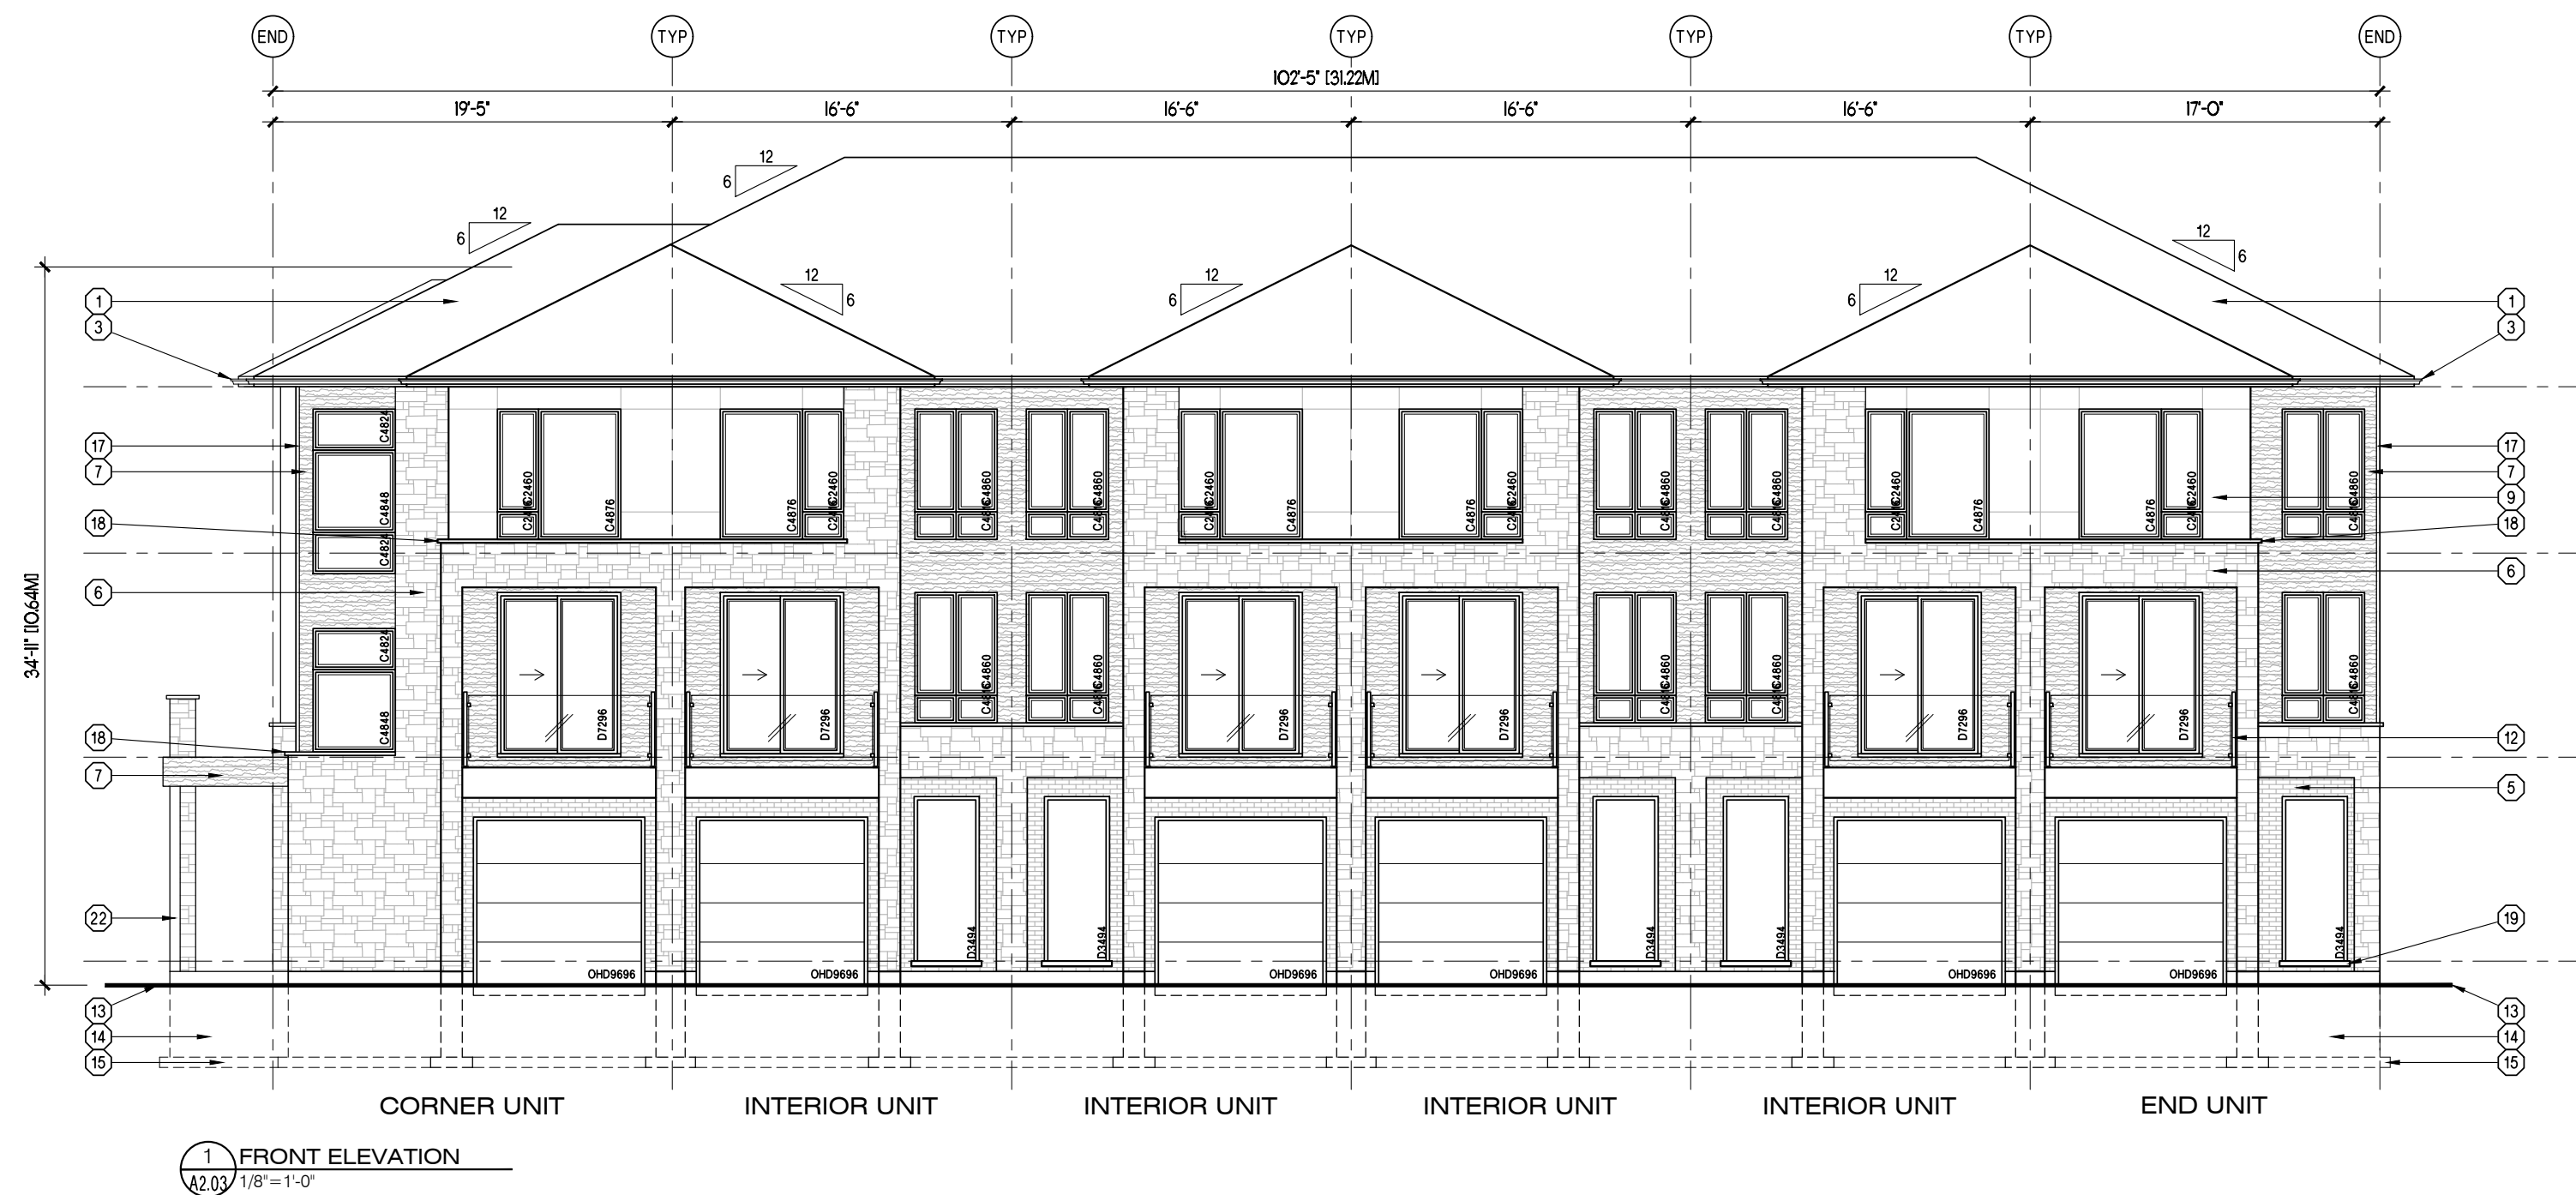 END TYP TYP TYP TYP TYP END
102'-5" [31.22M]
19'-5" 16'-6" 16'-6" 16'-6" 16'-6" 17'-0"
12
6
12
6
12
6
12
6
12
6
12
6
12
6
34'-11" [10.64M]
1
3
17
7
18
6
18
7
22
13
14
15
1
3
17
7
9
18
6
12
5
19
13
14
15
C4824
C4848
C4824
C4824
C4848
C2460 C4876 C4876 C2460 C4860 C4860 C2460 C4876 C4876 C2460 C4860 C4860 C2460 C4876 C4876 C2460 C4860
D7296 D7296 C4860 C4860 D7296 D7296 C4860 C4860 D7296 D7296 C4860
OHD9696 OHD9696 D3494 D3494 OHD9696 OHD9696 D3494 D3494 OHD9696 OHD9696 D3494
CORNER UNIT INTERIOR UNIT INTERIOR UNIT INTERIOR UNIT INTERIOR UNIT END UNIT
1 FRONT ELEVATION
A2.03 1/8"=1'-0"